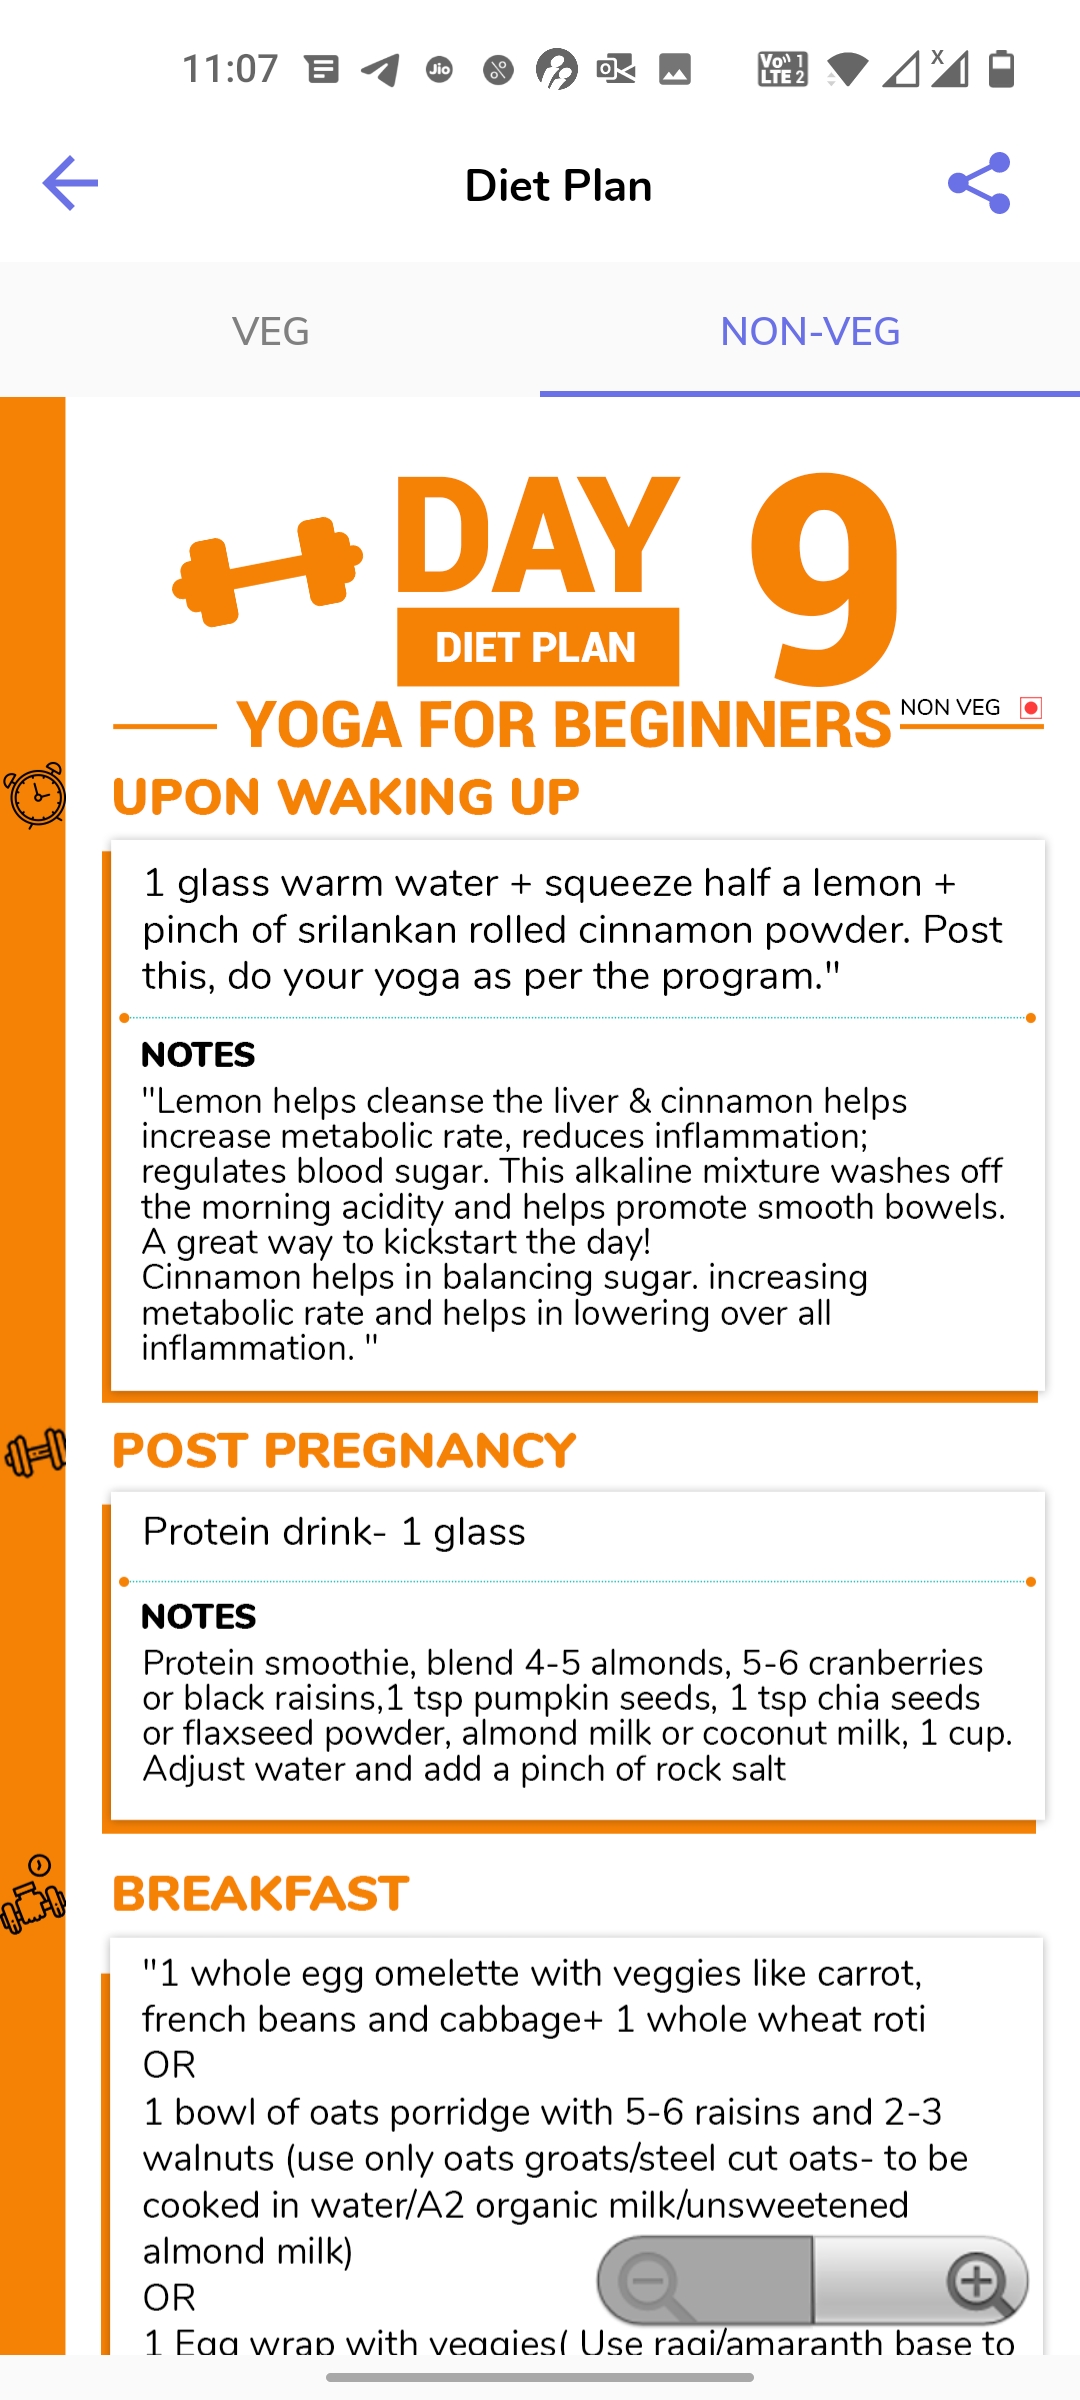 11:07
Jio
Vo)) 1
LTE 2
X
Diet Plan
VEG
NON-VEG
DAY 9
DIET PLAN
YOGA FOR BEGINNERS
NON VEG
UPON WAKING UP
1 glass warm water + squeeze half a lemon +
pinch of srilankan rolled cinnamon powder. Post
this, do your yoga as per the program."
NOTES
"Lemon helps cleanse the liver & cinnamon helps
increase metabolic rate, reduces inflammation;
regulates blood sugar. This alkaline mixture washes off
the morning acidity and helps promote smooth bowels.
A great way to kickstart the day!
Cinnamon helps in balancing sugar. increasing
metabolic rate and helps in lowering over all
inflammation. "
POST PREGNANCY
Protein drink- 1 glass
NOTES
Protein smoothie, blend 4-5 almonds, 5-6 cranberries
or black raisins,1 tsp pumpkin seeds, 1 tsp chia seeds
or flaxseed powder, almond milk or coconut milk, 1 cup.
Adjust water and add a pinch of rock salt
BREAKFAST
"1 whole egg omelette with veggies like carrot,
french beans and cabbage+ 1 whole wheat roti
OR
1 bowl of oats porridge with 5-6 raisins and 2-3
walnuts (use only oats groats/steel cut oats- to be
cooked in water/A2 organic milk/unsweetened
almond milk)
OR
1 Egg wrap with veggies( Use ragi/amaranth base to